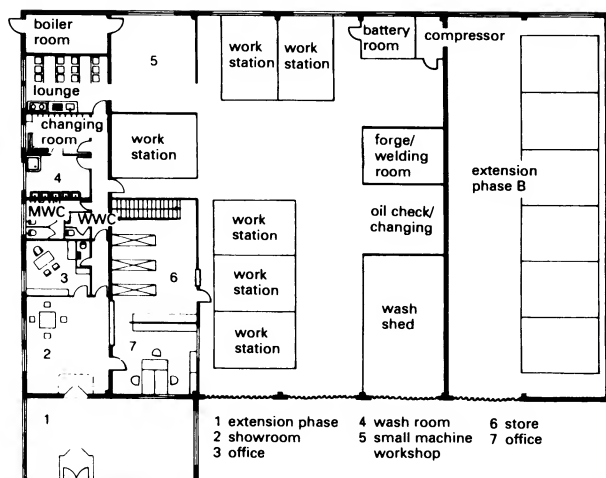 boiler
room
5
work
station
work
station
battery
room
compressor
lounge
changing
room
work
station
forge/
welding
room
extension
phase B
4
MWC
WWC
oil check/
changing
work
station
3
6
work
station
work
station
wash
shed
2
7
1
1 extension phase
2 showroom
3 office
4 wash room
5 small machine
workshop
6 store
7 office